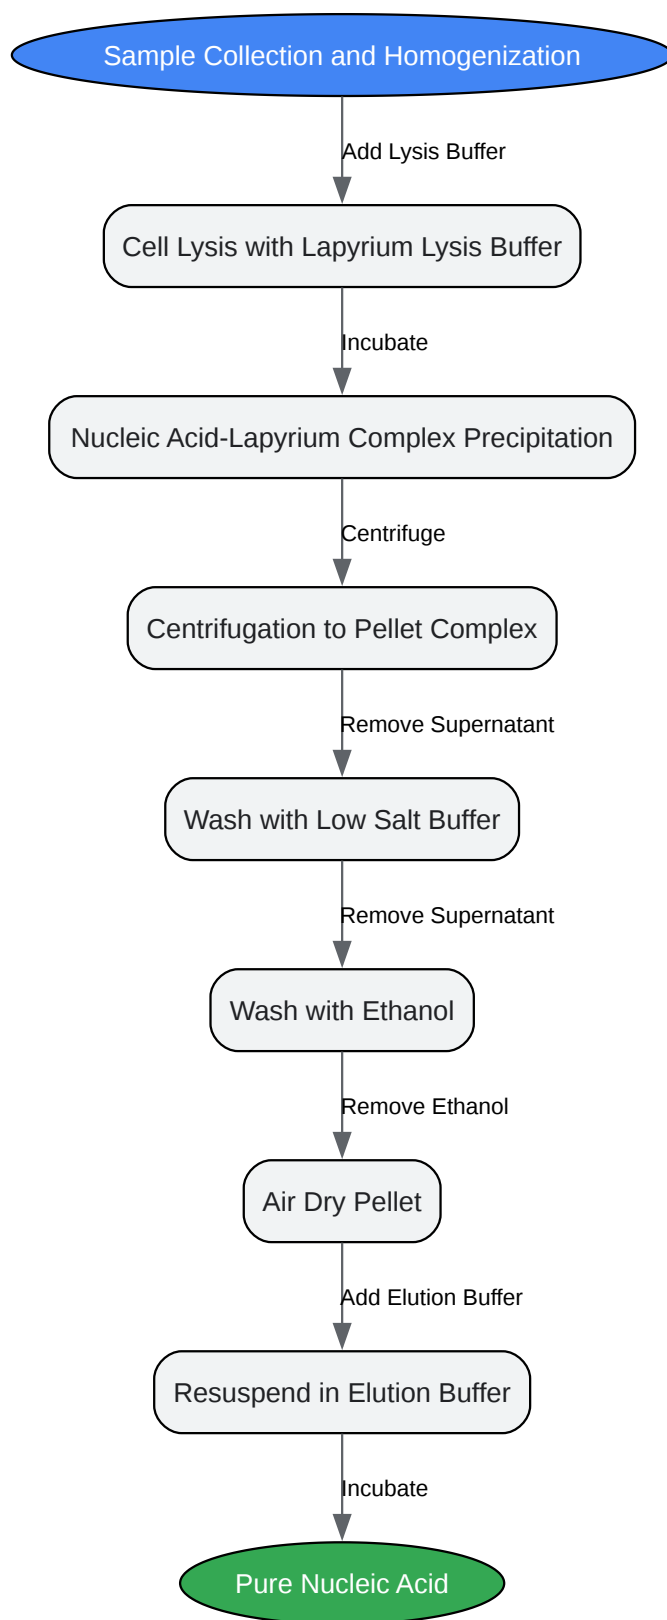 Sample Collection and Homogenization
Add Lysis Buffer
Cell Lysis with Lapyrium Lysis Buffer
Incubate
Nucleic Acid-Lapyrium Complex Precipitation
Centrifuge
Centrifugation to Pellet Complex
Remove Supernatant
Wash with Low Salt Buffer
Remove Supernatant
Wash with Ethanol
Remove Ethanol
Air Dry Pellet
Add Elution Buffer
Resuspend in Elution Buffer
Incubate
Pure Nucleic Acid